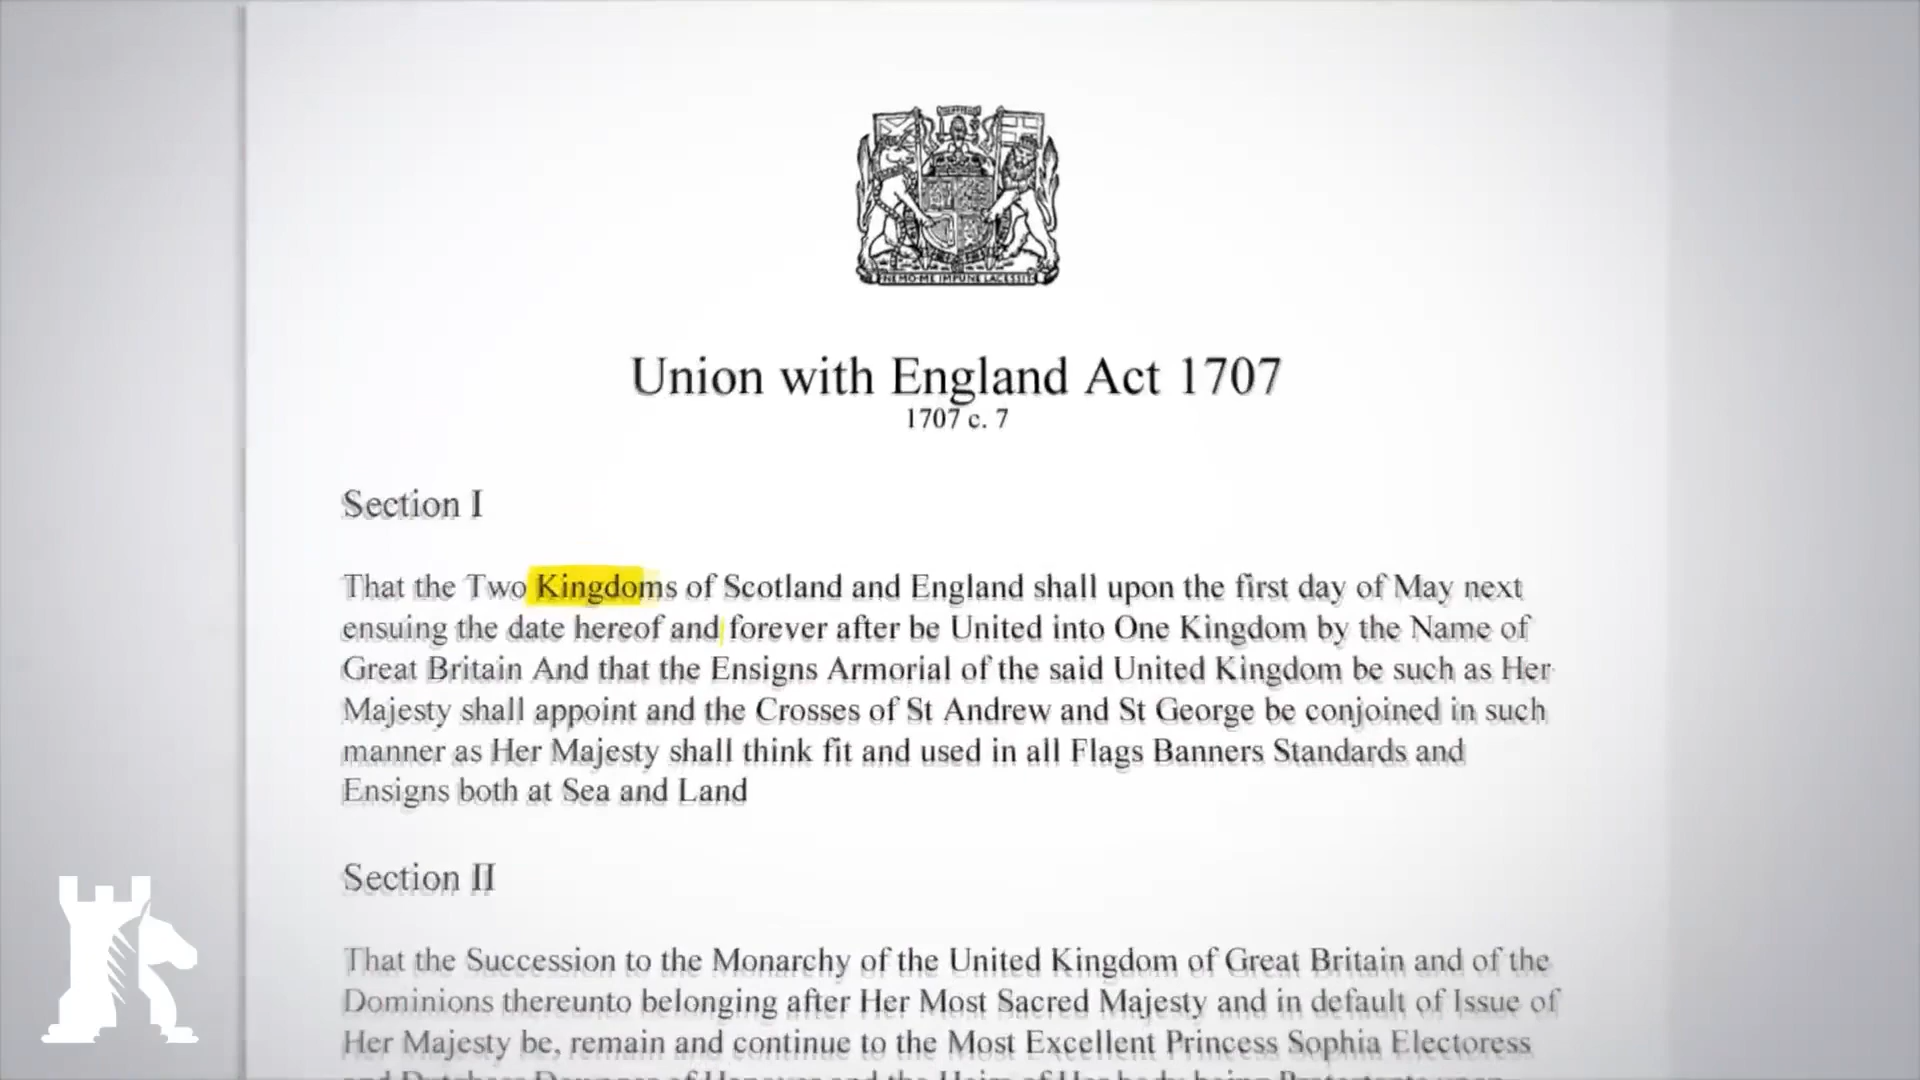 NEMO ME IMPUNE LACESSIT
Union with England Act 1707
1707 c. 7
Section I
That the Two Kingdoms of Scotland and England shall upon the first day of May next
ensuing the date hereof and forever after be United into One Kingdom by the Name of
Great Britain And that the Ensigns Armorial of the said United Kingdom be such as Her
Majesty shall appoint and the Crosses of St Andrew and St George be conjoined in such
manner as Her Majesty shall think fit and used in all Flags Banners Standards and
Ensigns both at Sea and Land
Section II
That the Succession to the Monarchy of the United Kingdom of Great Britain and of the
Dominions thereunto belonging after Her Most Sacred Majesty and in default of Issue of
Her Majesty be, remain and continue to the Most Excellent Princess Sophia Electoress